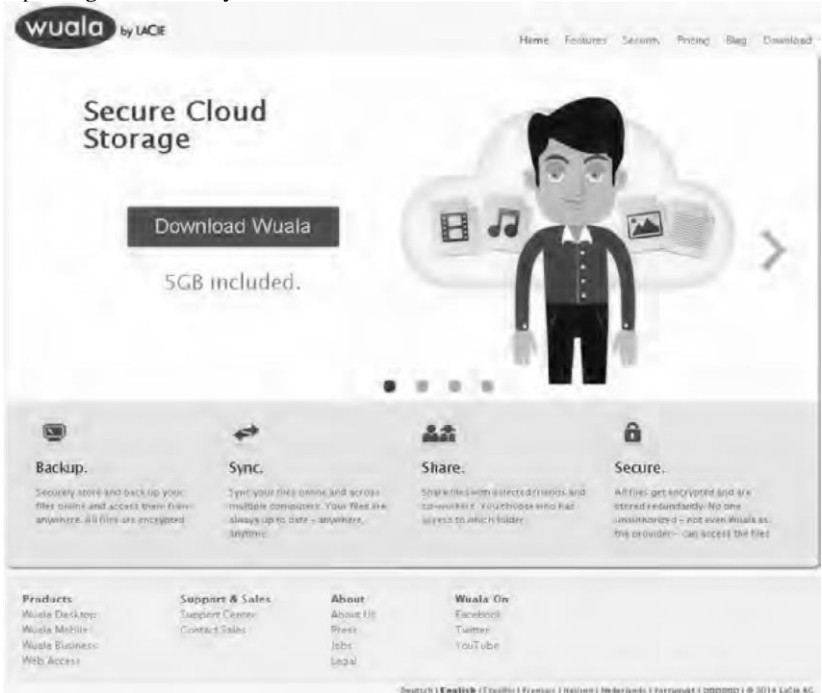 wuala by LACIE
Home Features Security Pricing Blog Download
Secure Cloud
Storage
Download Wuala
5GB included.
Backup.
Securely store and back up your
files online and access them from
anywhere. All files are encrypted
Sync.
Sync your files online and across
multiple computers. Your files are
always up to date – anywhere,
anytime.
Share.
Share files with selected friends and
co-workers. You choose who has
access to which folder.
Secure.
All files get encrypted and are
stored redundantly. No one
unauthorized – not even Wuala as
the provider – can access the files
Products
Wuala Desktop
Wuala Mobile
Wuala Business
Web Access
Support & Sales
Support Center
Contact Sales
About
About Us
Press
Jobs
Legal
Wuala On
Facebook
Twitter
YouTube
Deutsch | English | Español | Français | Italiano | Nederlands | Português | © 2014 LaCie AG